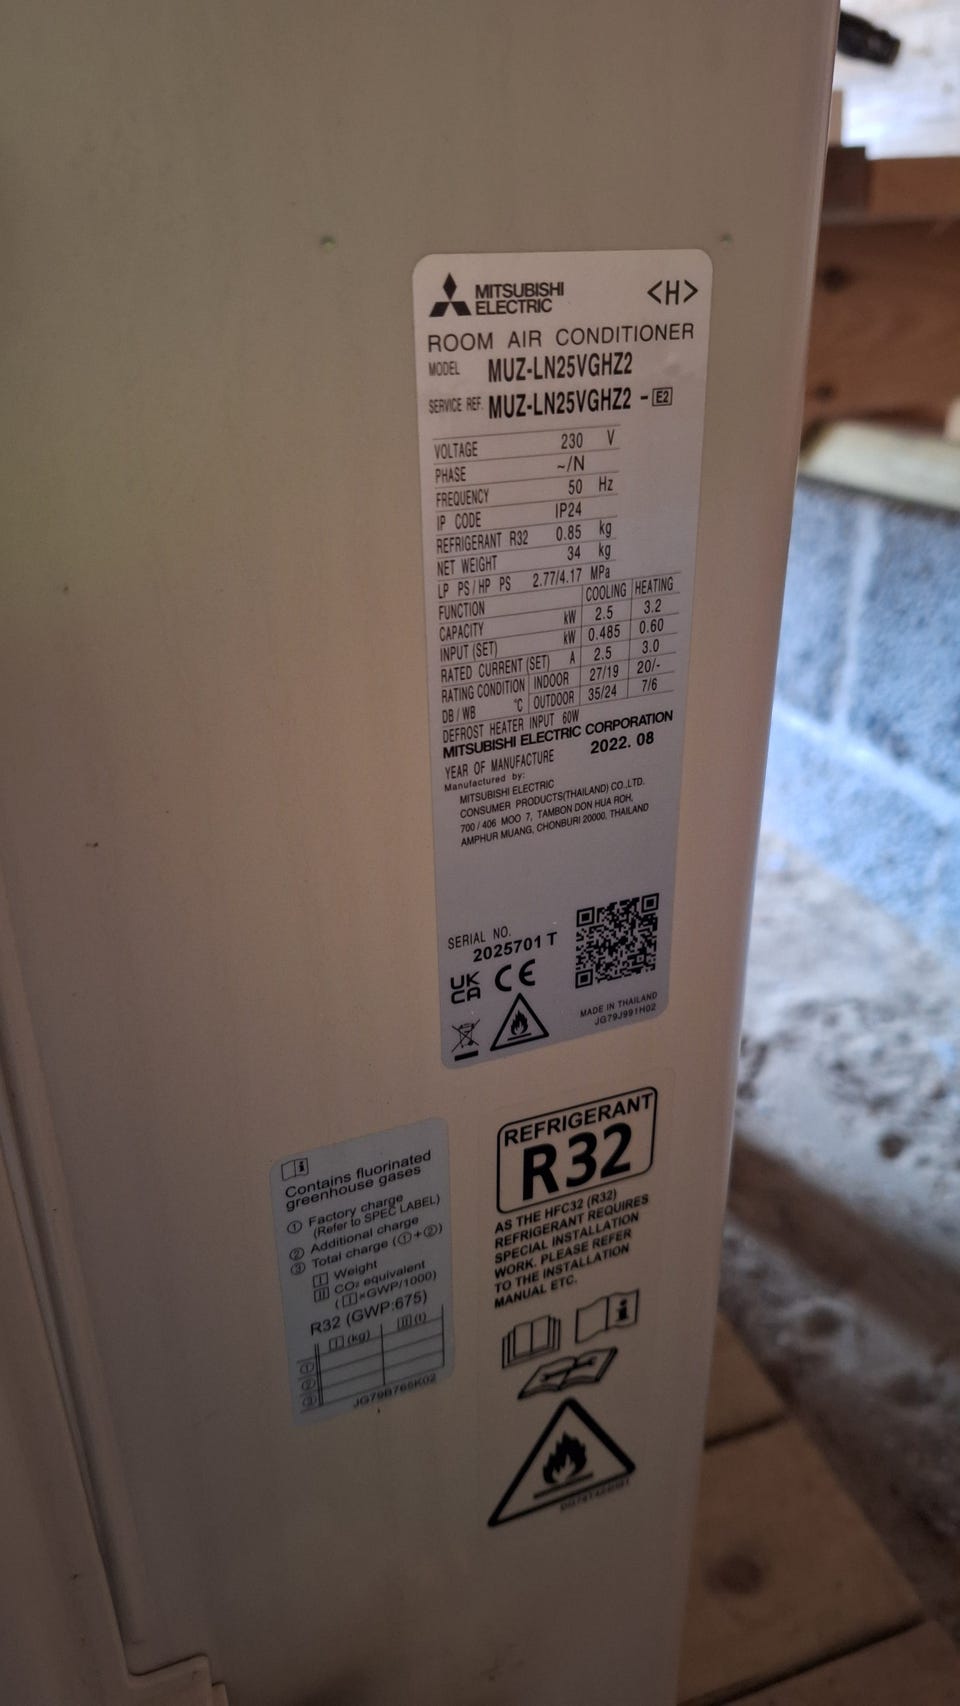 MITSUBISHI
ELECTRIC
<H>
ROOM AIR CONDITIONER
MODEL MUZ-LN25VGHZ2
SERVICE REF. MUZ-LN25VGHZ2 - E2
VOLTAGE 230 V
PHASE ~/N
FREQUENCY 50 Hz
IP CODE IP24
REFRIGERANT R32 0.85 kg
NET WEIGHT 34 kg
LP PS/HP PS 2.77/4.17 MPa
FUNCTION COOLING HEATING
CAPACITY kW 2.5 3.2
INPUT (SET) kW 0.485 0.60
RATED CURRENT (SET) A 2.5 3.0
RATING CONDITION INDOOR 27/19 20/-
DB/WB °C OUTDOOR 35/24 7/6
DEFROST HEATER INPUT 60W
MITSUBISHI ELECTRIC CORPORATION
YEAR OF MANUFACTURE 2022. 08
Manufactured by:
MITSUBISHI ELECTRIC
CONSUMER PRODUCTS(THAILAND) CO.,LTD.
700/406 MOO 7, TAMBON DON HUA ROH,
AMPHUR MUANG, CHONBURI 20000, THAILAND
SERIAL NO.
2025701 T
UK
CA CE
MADE IN THAILAND
JG79J991H02
Contains fluorinated
greenhouse gases
① Factory charge
(Refer to SPEC LABEL)
② Additional charge
③ Total charge (①+②)
I Weight
II CO₂ equivalent
(I×GWP/1000)
R32 (GWP:675)
I (kg) II (t)
①
②
③
JG79B765K02
REFRIGERANT
R32
AS THE HFC32 (R32)
REFRIGERANT REQUIRES
SPECIAL INSTALLATION
WORK. PLEASE REFER
TO THE INSTALLATION
MANUAL ETC.